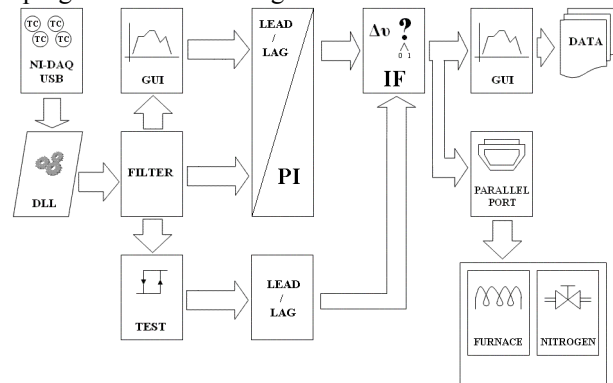 TC TC
TC TC
NI-DAQ
USB
GUI
LEAD
/
LAG
PI
Δυ ?
0 1
IF
GUI
DATA
DLL
FILTER
PARALLEL
PORT
TEST
LEAD
/
LAG
FURNACE
NITROGEN